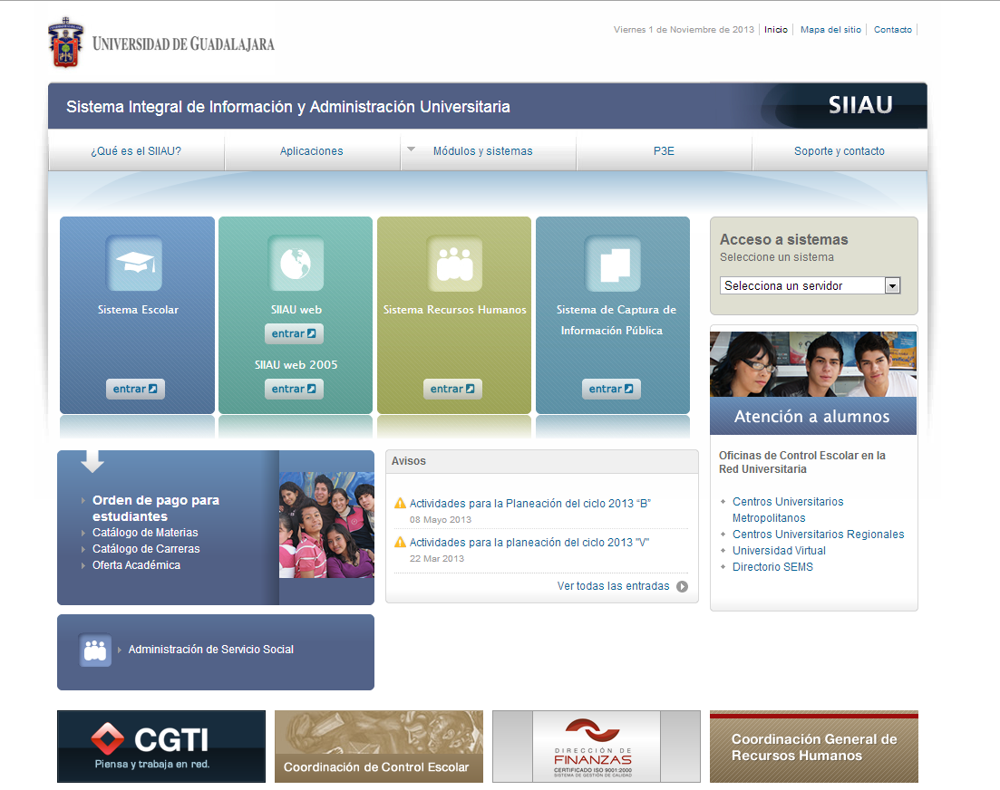 UNIVERSIDAD DE GUADALAJARA
Viernes 1 de Noviembre de 2013 Inicio Mapa del sitio Contacto
Sistema Integral de Información y Administración Universitaria
SIIAU
¿Qué es el SIIAU? Aplicaciones Módulos y sistemas P3E Soporte y contacto
Sistema Escolar
entrar
SIIAU web
entrar
SIIAU web 2005
entrar
Sistema Recursos Humanos
entrar
Sistema de Captura de
Información Pública
entrar
Acceso a sistemas
Seleccione un sistema
Selecciona un servidor
Atención a alumnos
Oficinas de Control Escolar en la
Red Universitaria
Centros Universitarios
Metropolitanos
Centros Universitarios Regionales
Universidad Virtual
Directorio SEMS
Orden de pago para
estudiantes
Catálogo de Materias
Catálogo de Carreras
Oferta Académica
Avisos
Actividades para la Planeación del ciclo 2013 “B”
08 Mayo 2013
Actividades para la planeación del ciclo 2013 "V"
22 Mar 2013
Ver todas las entradas
Administración de Servicio Social
CGTI
Piensa y trabaja en red.
Coordinación de Control Escolar
DIRECCIÓN DE
FINANZAS
CERTIFICADO ISO 9001:2000
SISTEMA DE GESTIÓN DE CALIDAD
Coordinación General de
Recursos Humanos